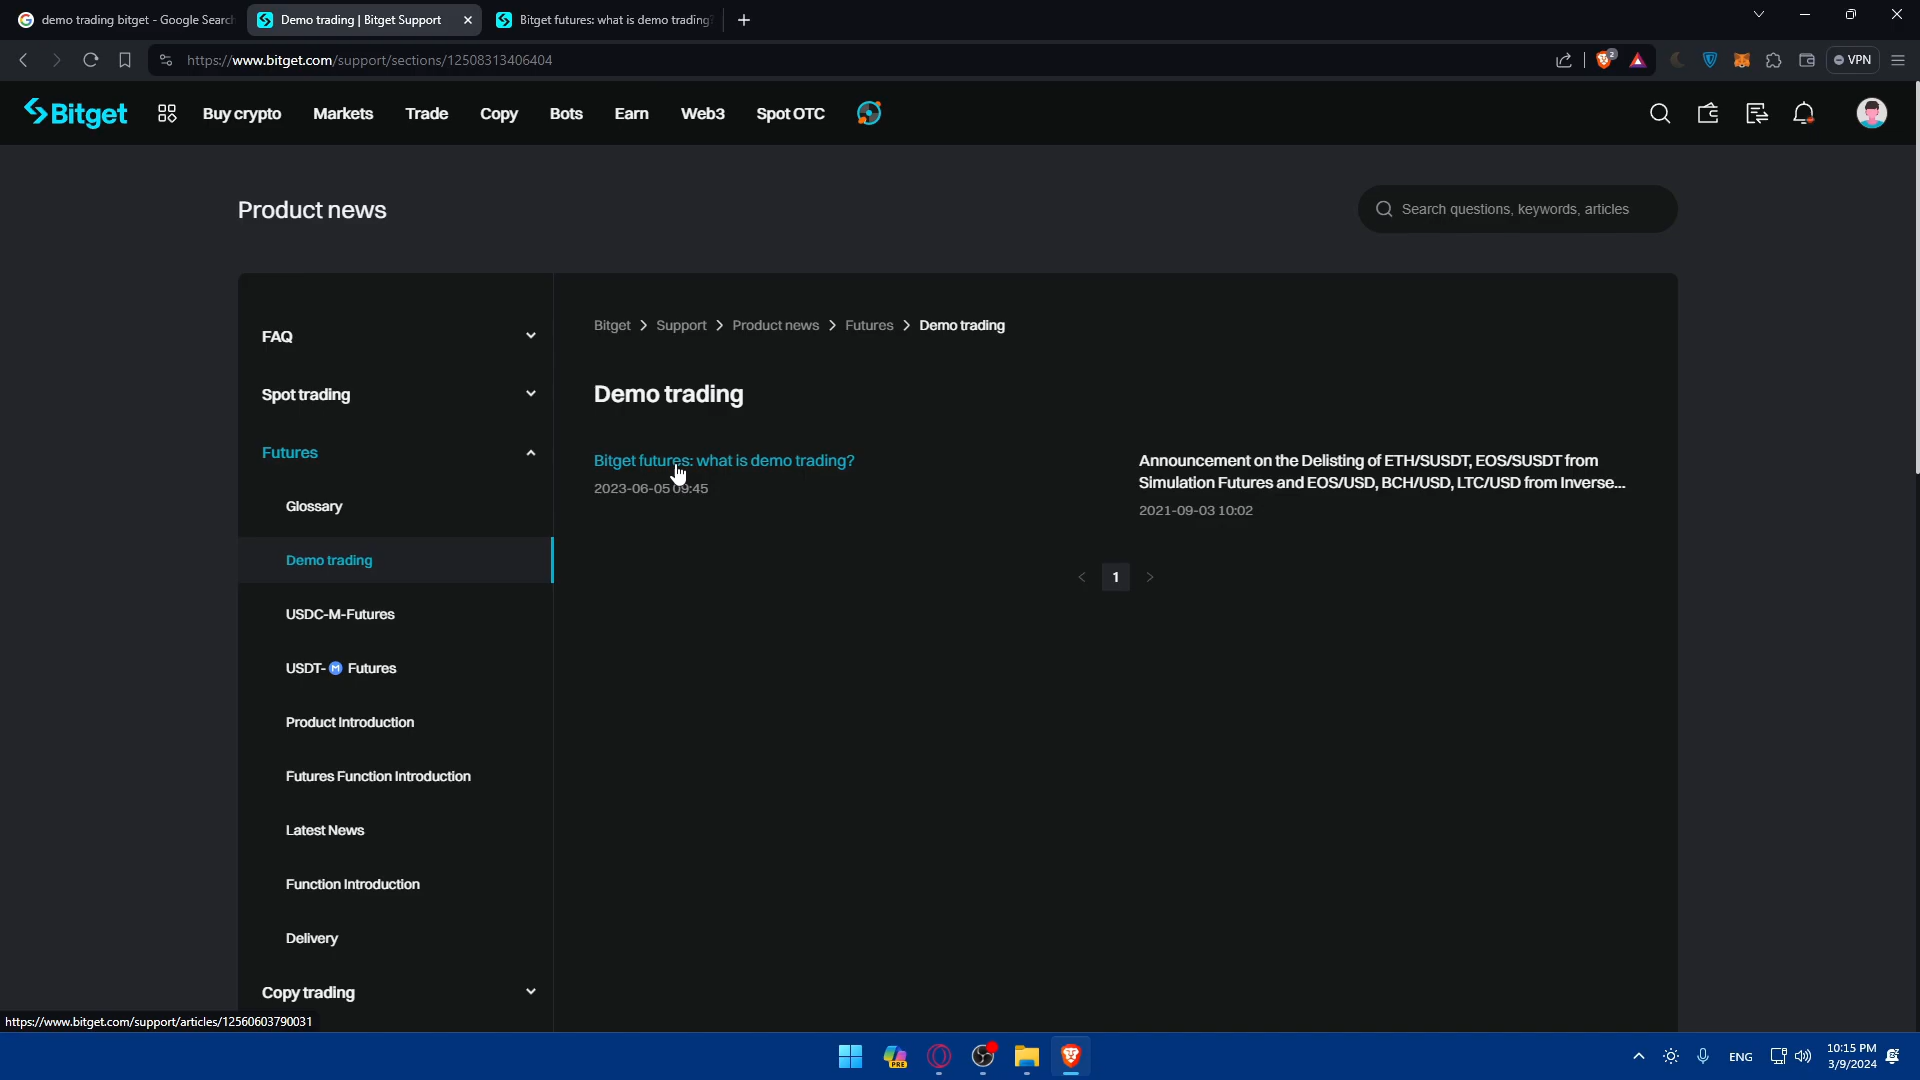 demo trading bitget - Google Search
Demo trading | Bitget Support
Bitget futures: what is demo trading?
https://www.bitget.com/support/sections/12508313406404
2
VPN
Bitget
Buy crypto
Markets
Trade
Copy
Bots
Earn
Web3
Spot OTC
Product news
Search questions, keywords, articles
FAQ
Spot trading
Futures
Glossary
Demo trading
USDC-M-Futures
USDT-Ⓜ Futures
Product Introduction
Futures Function Introduction
Latest News
Function Introduction
Delivery
Copy trading
Bitget > Support > Product news > Futures > Demo trading
Demo trading
Bitget futures: what is demo trading?
2023-06-05 09:45
Announcement on the Delisting of ETH/SUSDT, EOS/SUSDT from
Simulation Futures and EOS/USD, BCH/USD, LTC/USD from Inverse...
2021-09-03 10:02
< 1 >
https://www.bitget.com/support/articles/12560603790031
PRE
ENG
10:15 PM
3/9/2024